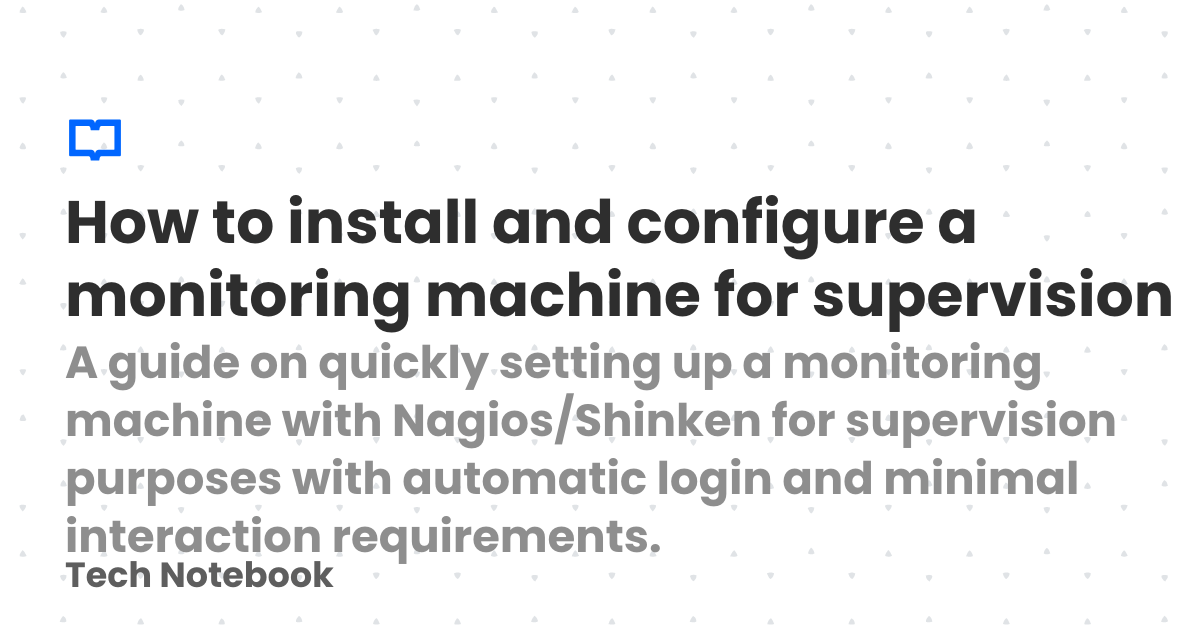 How to install and configure a
monitoring machine for supervision
A guide on quickly setting up a monitoring
machine with Nagios/Shinken for supervision
purposes with automatic login and minimal
interaction requirements.
Tech Notebook